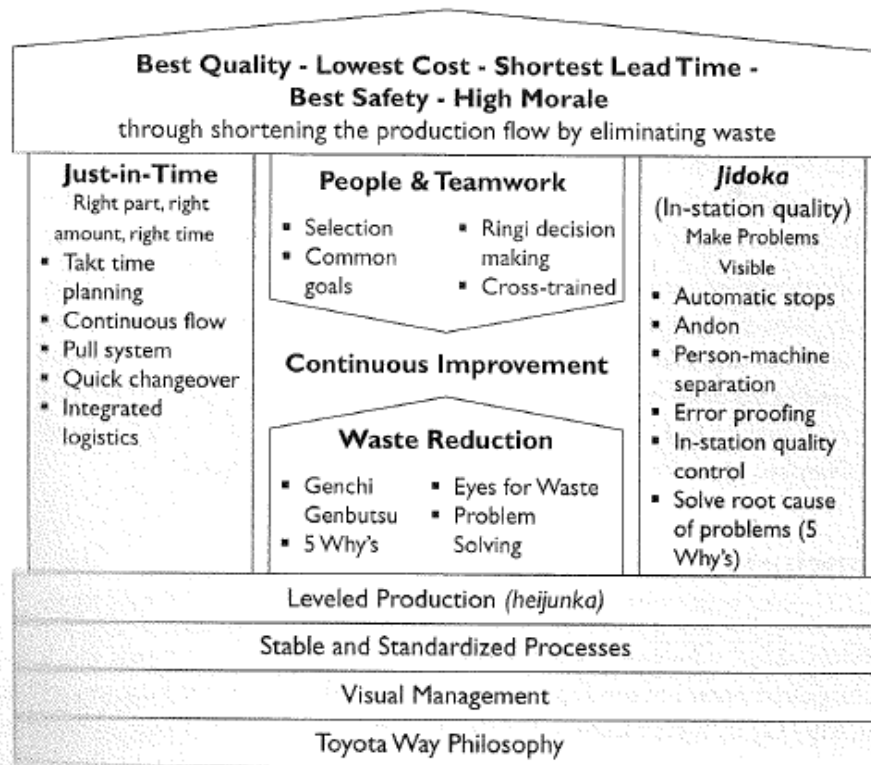 Best Quality - Lowest Cost - Shortest Lead Time -
Best Safety - High Morale
through shortening the production flow by eliminating waste
Just-in-Time
Right part, right
amount, right time
▪ Takt time
planning
▪ Continuous flow
▪ Pull system
▪ Quick changeover
▪ Integrated
logistics
People & Teamwork
▪ Selection
▪ Common
goals
▪ Ringi decision
making
▪ Cross-trained
Continuous Improvement
Waste Reduction
▪ Genchi
Genbutsu
▪ 5 Why's
▪ Eyes for Waste
▪ Problem
Solving
Jidoka
(In-station quality)
Make Problems
Visible
▪ Automatic stops
▪ Andon
▪ Person-machine
separation
▪ Error proofing
▪ In-station quality
control
▪ Solve root cause
of problems (5
Why's)
Leveled Production (heijunka)
Stable and Standardized Processes
Visual Management
Toyota Way Philosophy